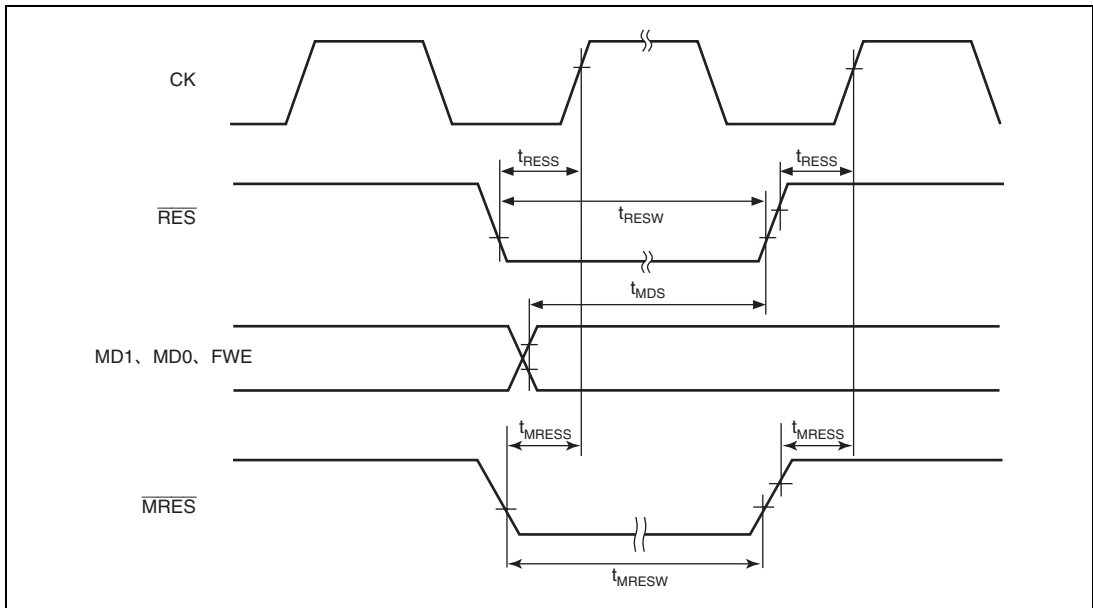 CK
tRESS
tRESS
RES
tRESW
tMDS
MD1、MD0、FWE
tMRESS
tMRESS
MRES
tMRESW